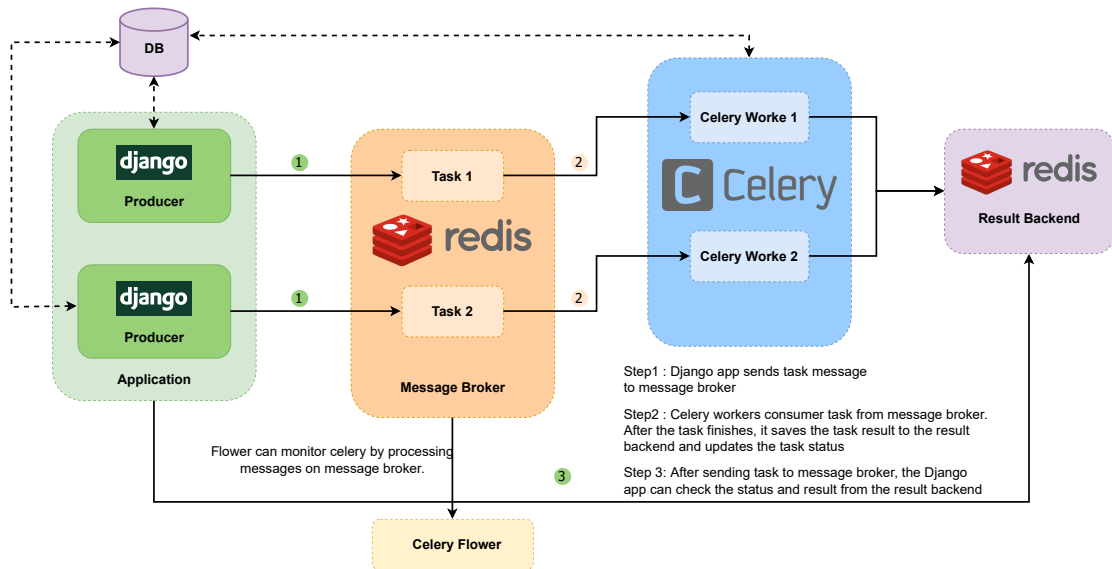 DB
django
Producer
django
Producer
Application
1
1
Task 1
redis
Task 2
Message Broker
2
2
Celery Worke 1
C Celery
Celery Worke 2
redis
Result Backend
Step1 : Django app sends task message
to message broker
Step2 : Celery workers consumer task from message broker.
After the task finishes, it saves the task result to the result
backend and updates the task status
Step 3: After sending task to message broker, the Django
app can check the status and result from the result backend
Flower can monitor celery by processing
messages on message broker.
3
Celery Flower